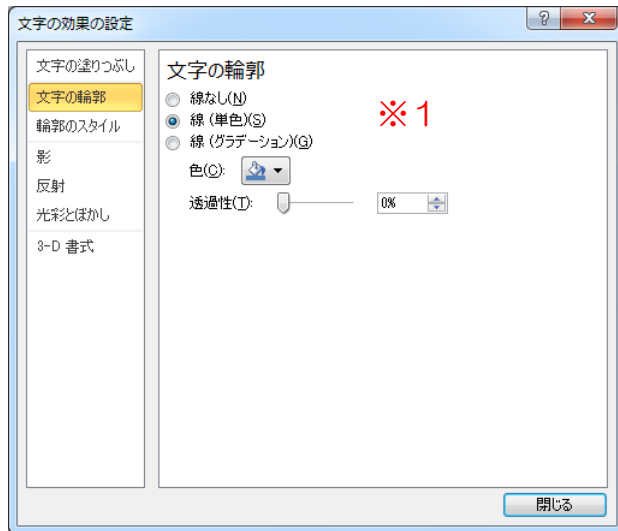 文字の効果の設定
文字の塗りつぶし
文字の輪郭
輪郭のスタイル
影
反射
光彩とぼかし
3-D 書式
文字の輪郭
線なし(N)
線 (単色)(S)
線 (グラデーション)(G)
色(C):
透過性(T):
0%
※1
閉じる